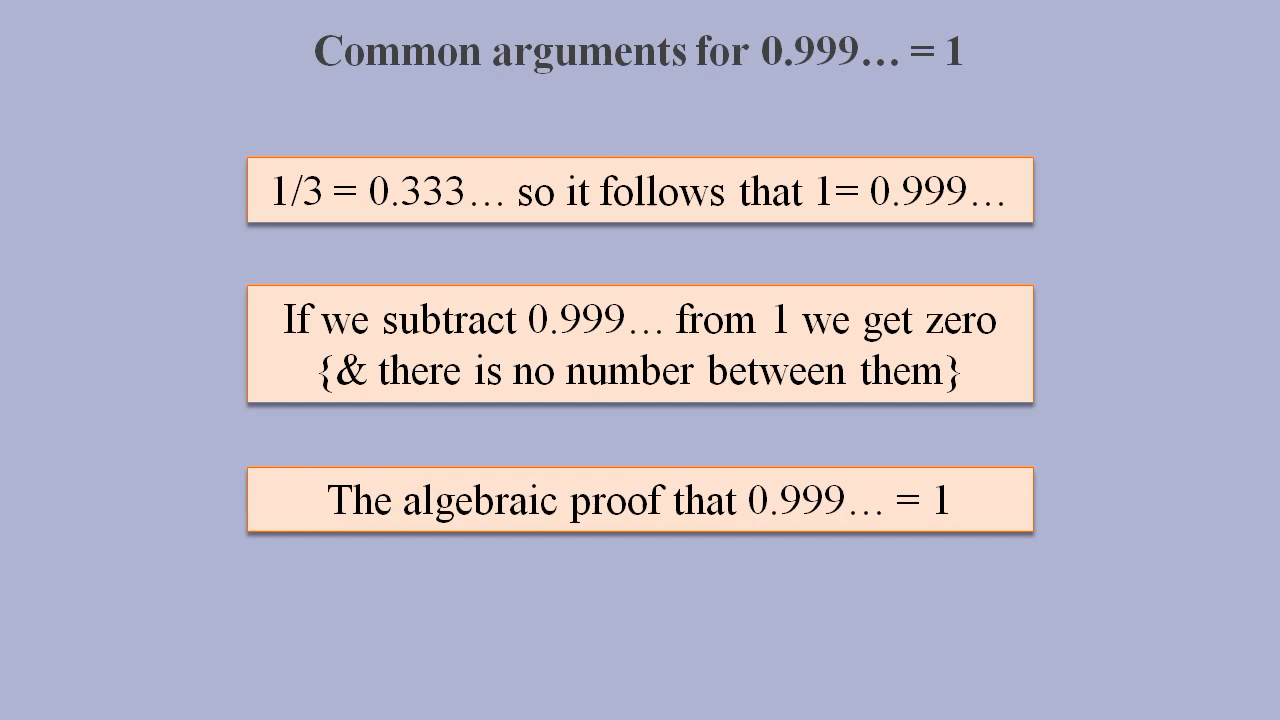 Common arguments for 0.999… = 1
1/3 = 0.333… so it follows that 1= 0.999…
If we subtract 0.999… from 1 we get zero
{& there is no number between them}
The algebraic proof that 0.999… = 1